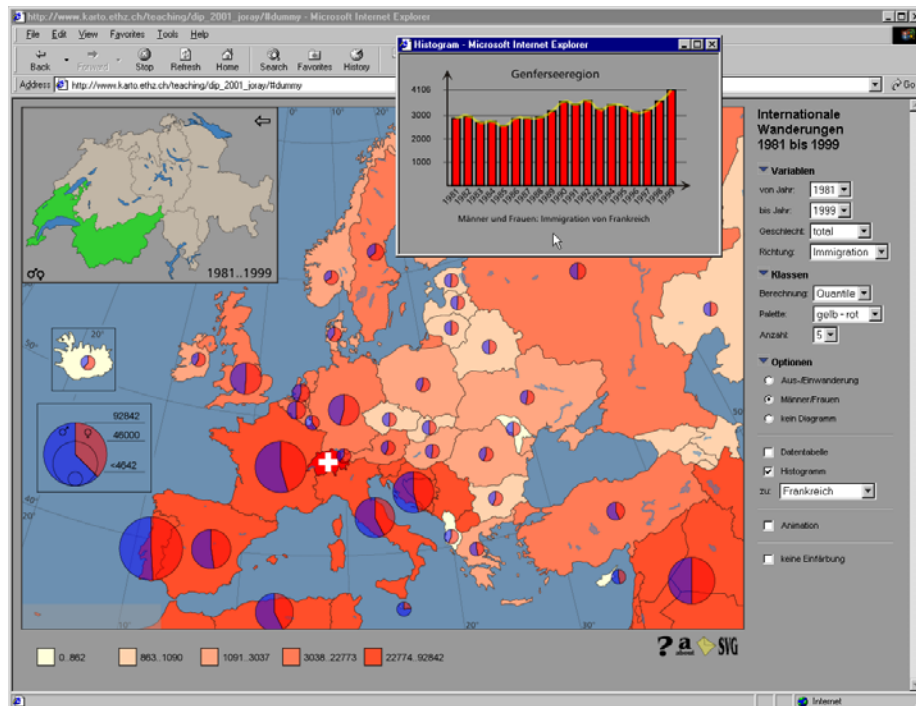 http://www.karto.ethz.ch/teaching/dip_2001_joray/#dummy - Microsoft Internet Explorer
File Edit View Favorites Tools Help
Back Forward Stop Refresh Home Search Favorites History
Address http://www.karto.ethz.ch/teaching/dip_2001_joray/#dummy Go
Histogram - Microsoft Internet Explorer
Genferseeregion
4106
3000
2000
1000
1981 1982 1983 1984 1985 1986 1987 1988 1989 1990 1991 1992 1993 1994 1995 1996 1997 1998 1999
Männer und Frauen: Immigration von Frankreich
1981..1999
Internationale
Wanderungen
1981 bis 1999
Variablen
von Jahr: 1981
bis Jahr: 1999
Geschlecht: total
Richtung: Immigration
Klassen
Berechnung: Quantile
Palette: gelb - rot
Anzahl: 5
Optionen
Aus-/Einwanderung
Männer/Frauen
kein Diagramm
Datentabelle
Histogramm
zu: Frankreich
Animation
keine Einfärbung
20°
92842
46000
<4642
0..862 863..1090 1091..3037 3038..22773 22774..92842
? a about SVG
Internet